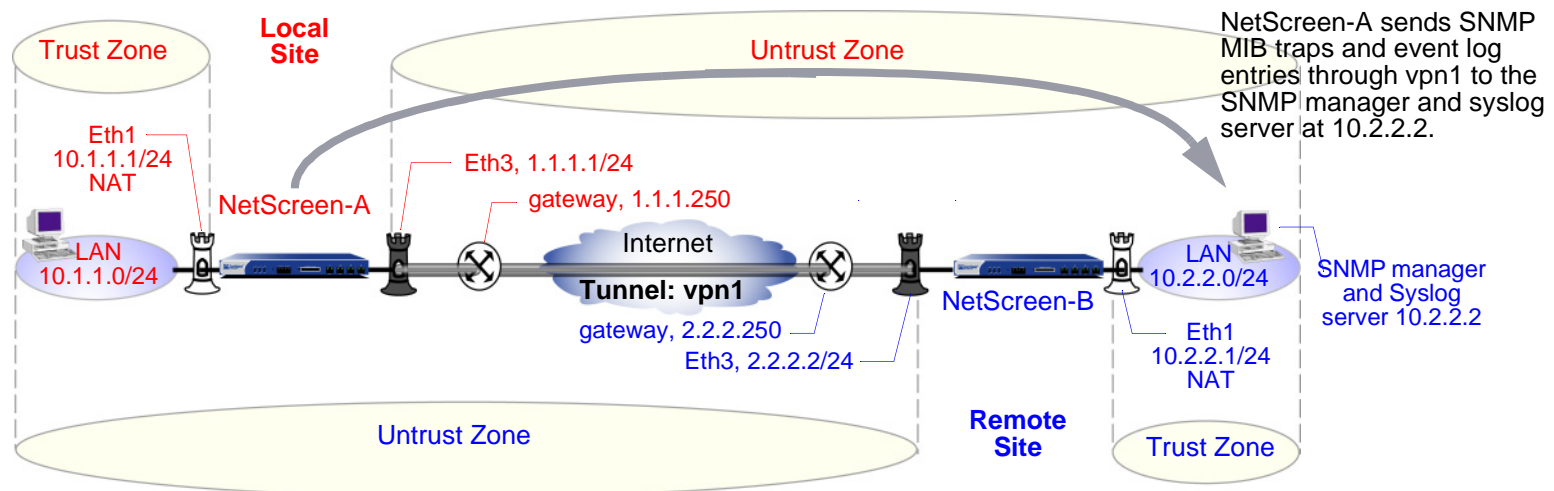 Local
Site
Trust Zone
Untrust Zone
NetScreen-A sends SNMP
MIB traps and event log
entries through vpn1 to the
SNMP manager and syslog
server at 10.2.2.2.
Eth1
10.1.1.1/24
NAT
Eth3, 1.1.1.1/24
NetScreen-A
gateway, 1.1.1.250
LAN
10.1.1.0/24
Internet
Tunnel: vpn1
LAN
10.2.2.0/24
SNMP manager
and Syslog
server 10.2.2.2
NetScreen-B
gateway, 2.2.2.250
Eth3, 2.2.2.2/24
Eth1
10.2.2.1/24
NAT
Untrust Zone
Remote
Site
Trust Zone